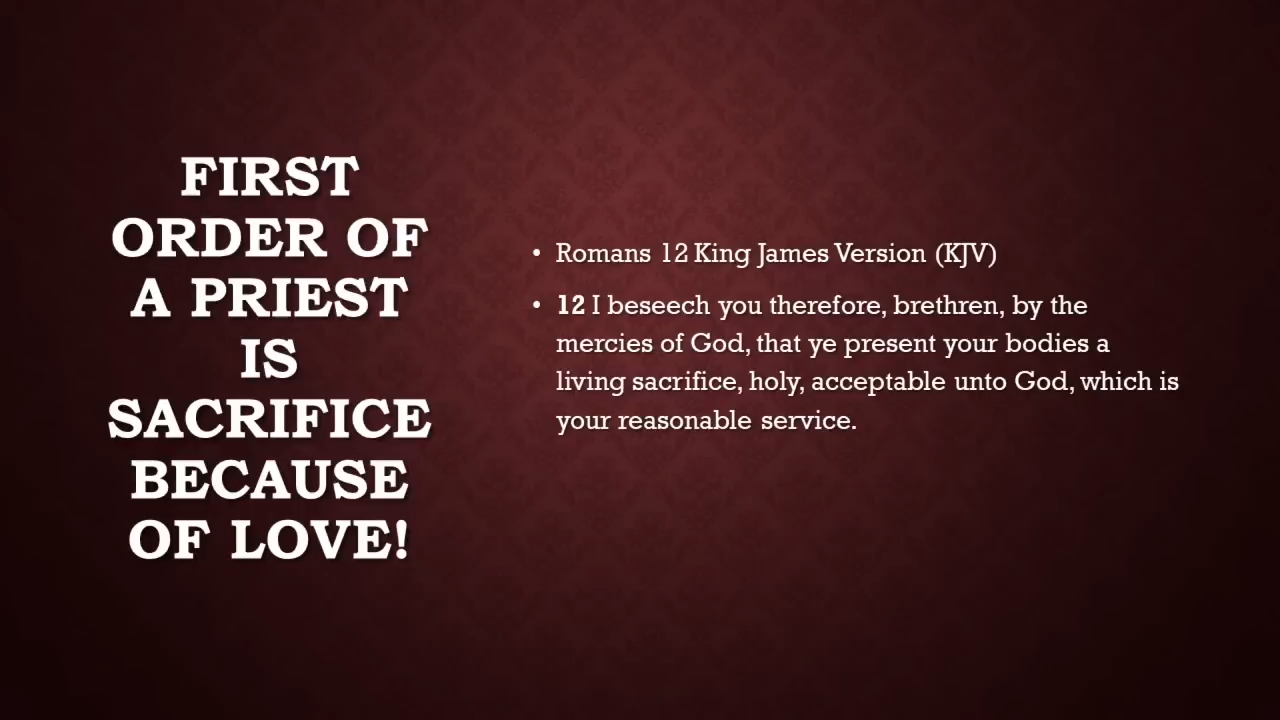 FIRST
ORDER OF
A PRIEST
IS
SACRIFICE
BECAUSE
OF LOVE!
• Romans 12 King James Version (KJV)
• 12 I beseech you therefore, brethren, by the
mercies of God, that ye present your bodies a
living sacrifice, holy, acceptable unto God, which is
your reasonable service.